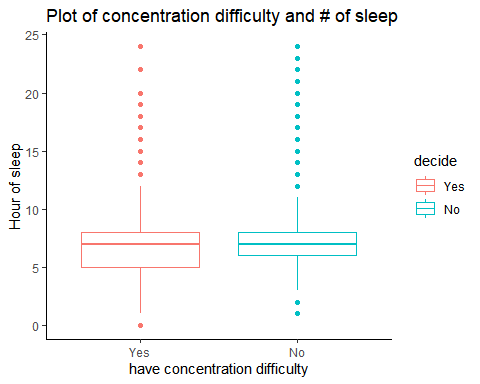 Plot of concentration difficulty and # of sleep
25
20
15
10
5
0
Hour of sleep
Yes
No
have concentration difficulty
decide
Yes
No